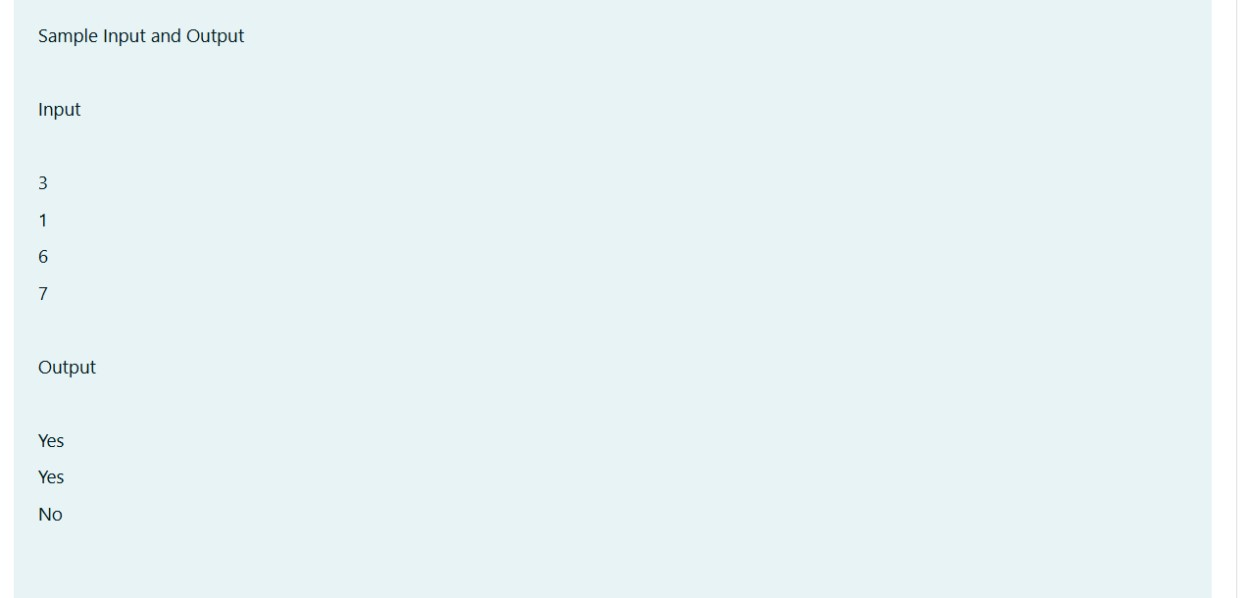 Sample Input and Output
Input
3
1
6
7
Output
Yes
Yes
No